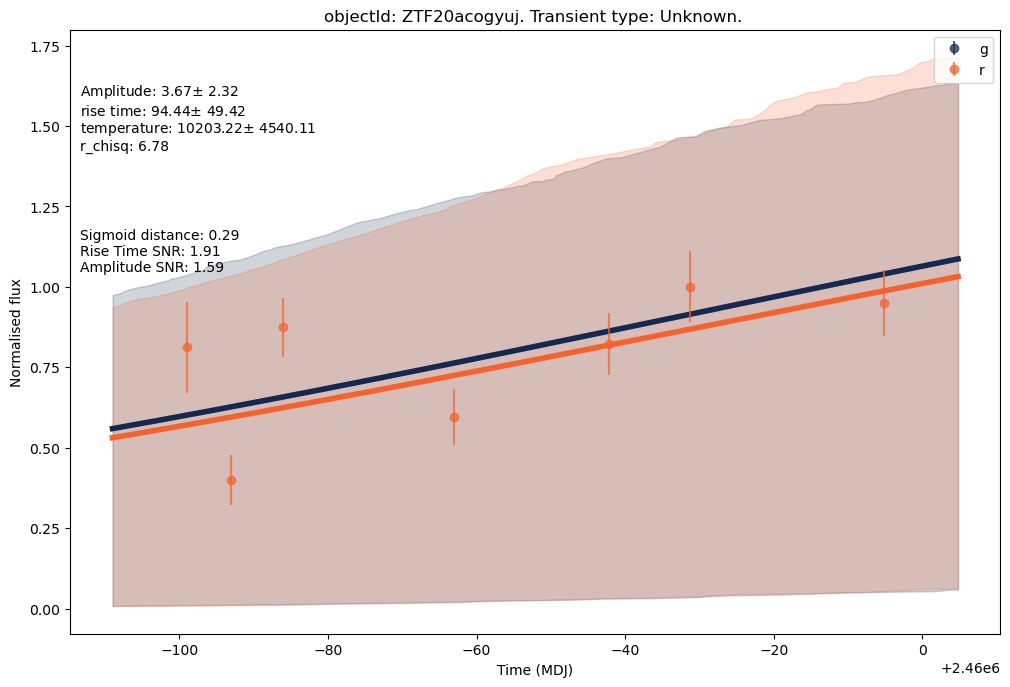 objectId: ZTF20acogyuj. Transient type: Unknown.
g
r
Amplitude: 3.67± 2.32
rise time: 94.44± 49.42
temperature: 10203.22± 4540.11
r_chisq: 6.78
Sigmoid distance: 0.29
Rise Time SNR: 1.91
Amplitude SNR: 1.59
Normalised flux
1.75
1.50
1.25
1.00
0.75
0.50
0.25
0.00
−100
−80
−60
−40
−20
0
Time (MDJ)
+2.46e6